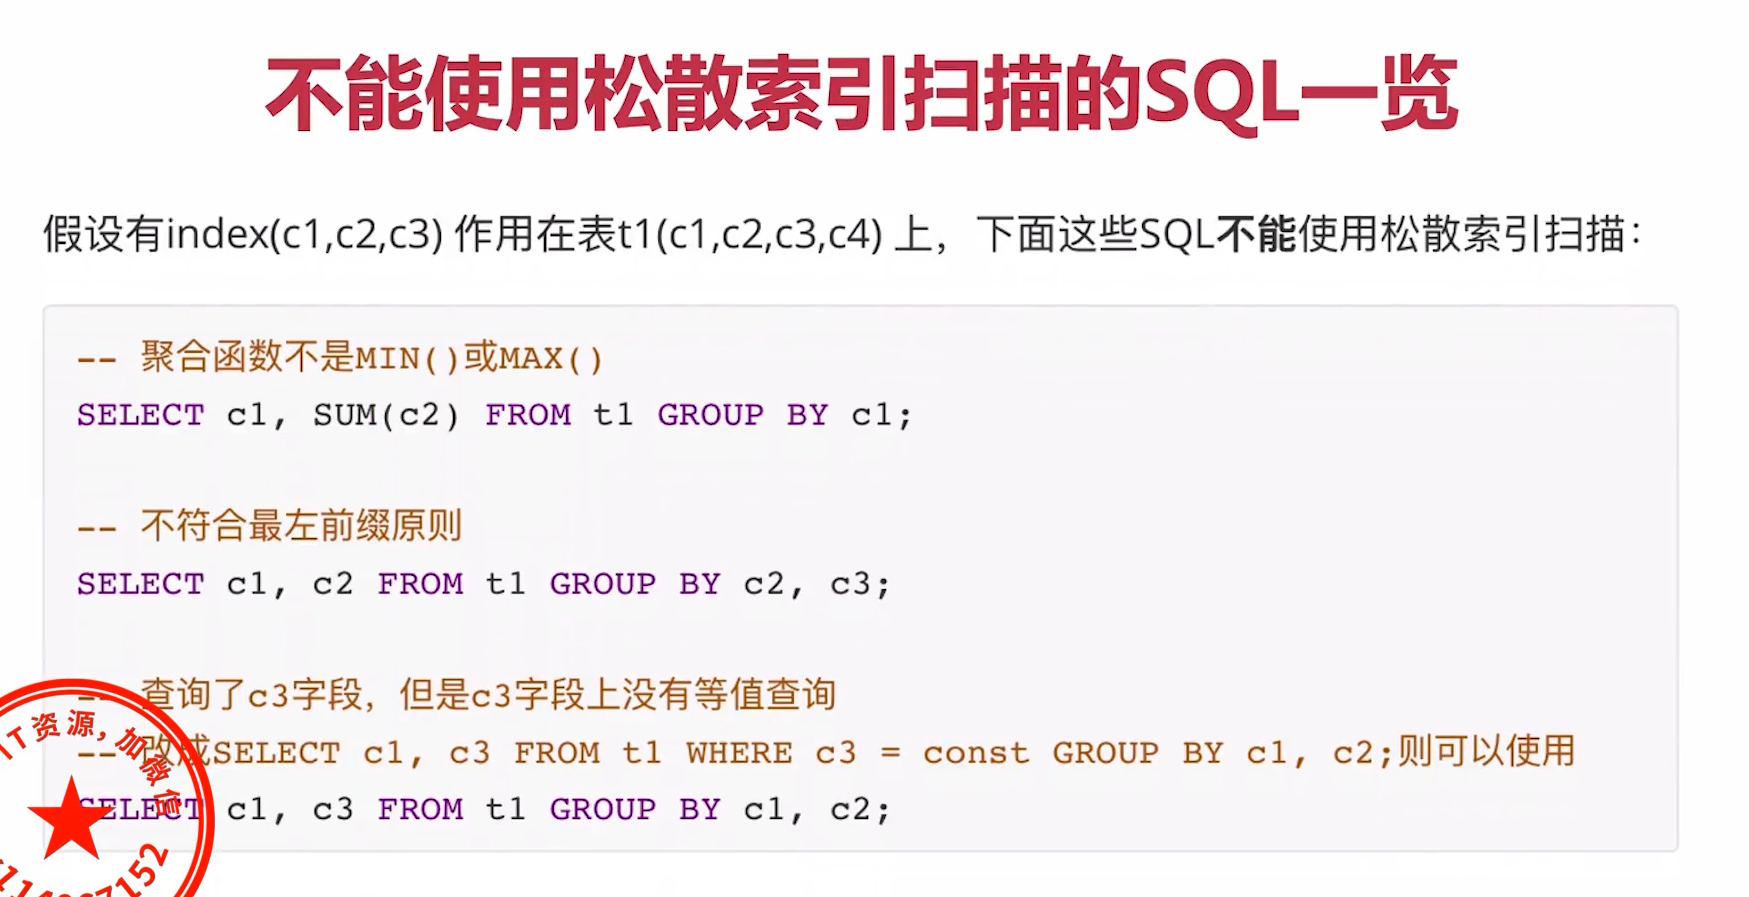 不能使用松散索引扫描的SQL一览
假设有index(c1,c2,c3) 作用在表t1(c1,c2,c3,c4) 上，下面这些SQL不能使用松散索引扫描：
-- 聚合函数不是MIN()或MAX()
SELECT c1, SUM(c2) FROM t1 GROUP BY c1;
-- 不符合最左前缀原则
SELECT c1, c2 FROM t1 GROUP BY c2, c3;
-- 查询了c3字段，但是c3字段上没有等值查询
-- 改成SELECT c1, c3 FROM t1 WHERE c3 = const GROUP BY c1, c2;则可以使用
SELECT c1, c3 FROM t1 GROUP BY c1, c2;
IT资源，加微信